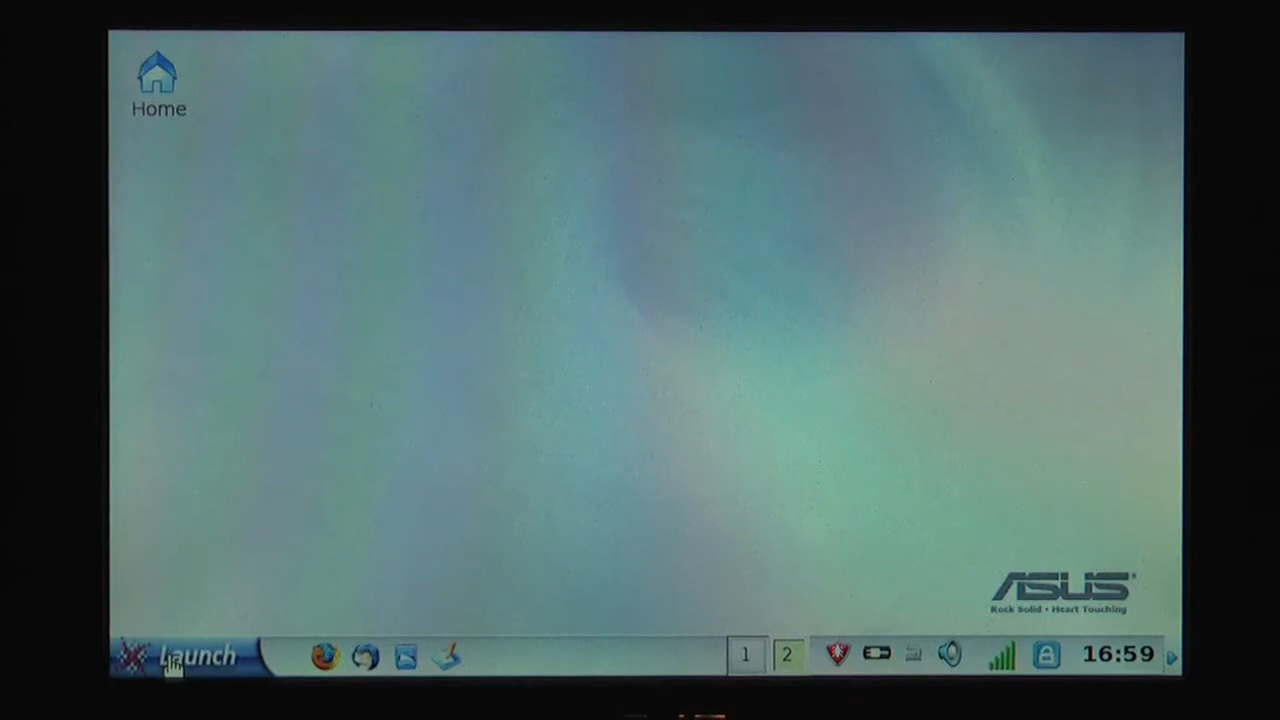 Home
ASUS
Rock Solid • Heart Touching
Launch
1
2
16:59